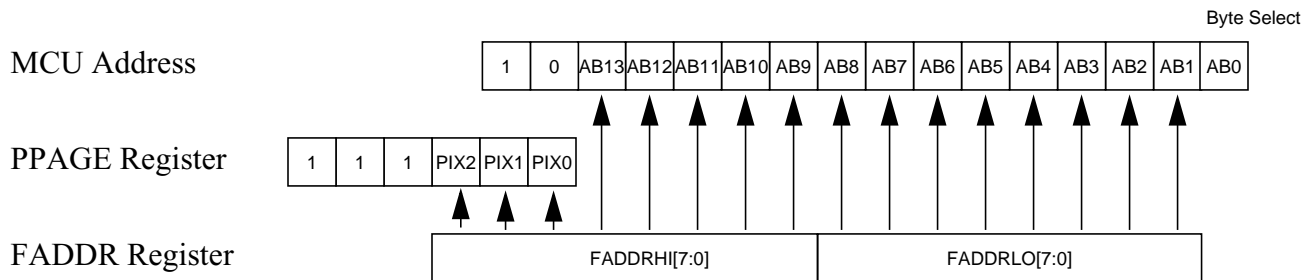 Byte Select
MCU Address 1 0 AB13 AB12 AB11 AB10 AB9 AB8 AB7 AB6 AB5 AB4 AB3 AB2 AB1 AB0
PPAGE Register 1 1 1 PIX2 PIX1 PIX0
FADDR Register FADDRHI[7:0] FADDRLO[7:0]